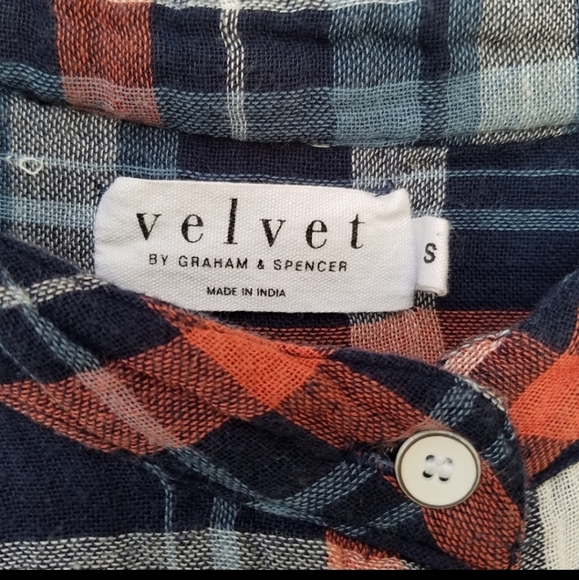 velvet
BY GRAHAM & SPENCER
MADE IN INDIA
S